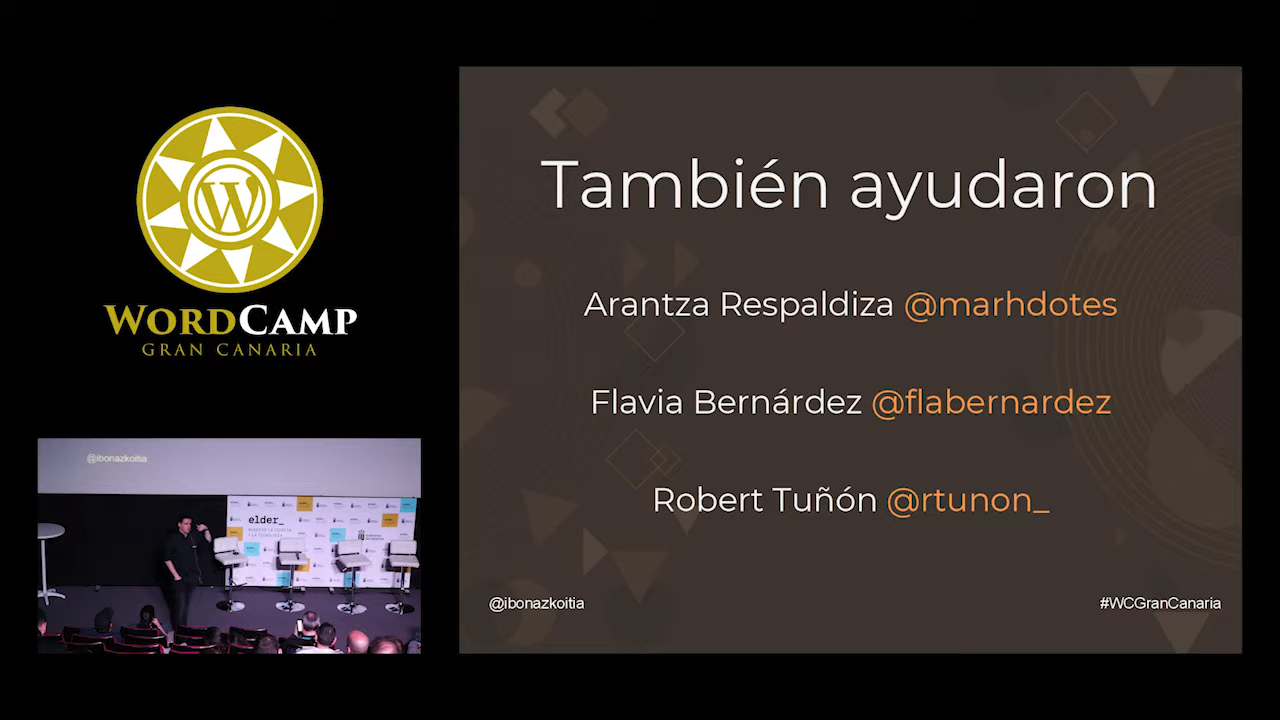 WORDCAMP
GRAN CANARIA
@ibonazkoitia
elder_
También ayudaron
Arantza Respaldiza @marhdotes
Flavia Bernárdez @flabernardez
Robert Tuñón @rtunon_
@ibonazkoitia
#WCGranCanaria